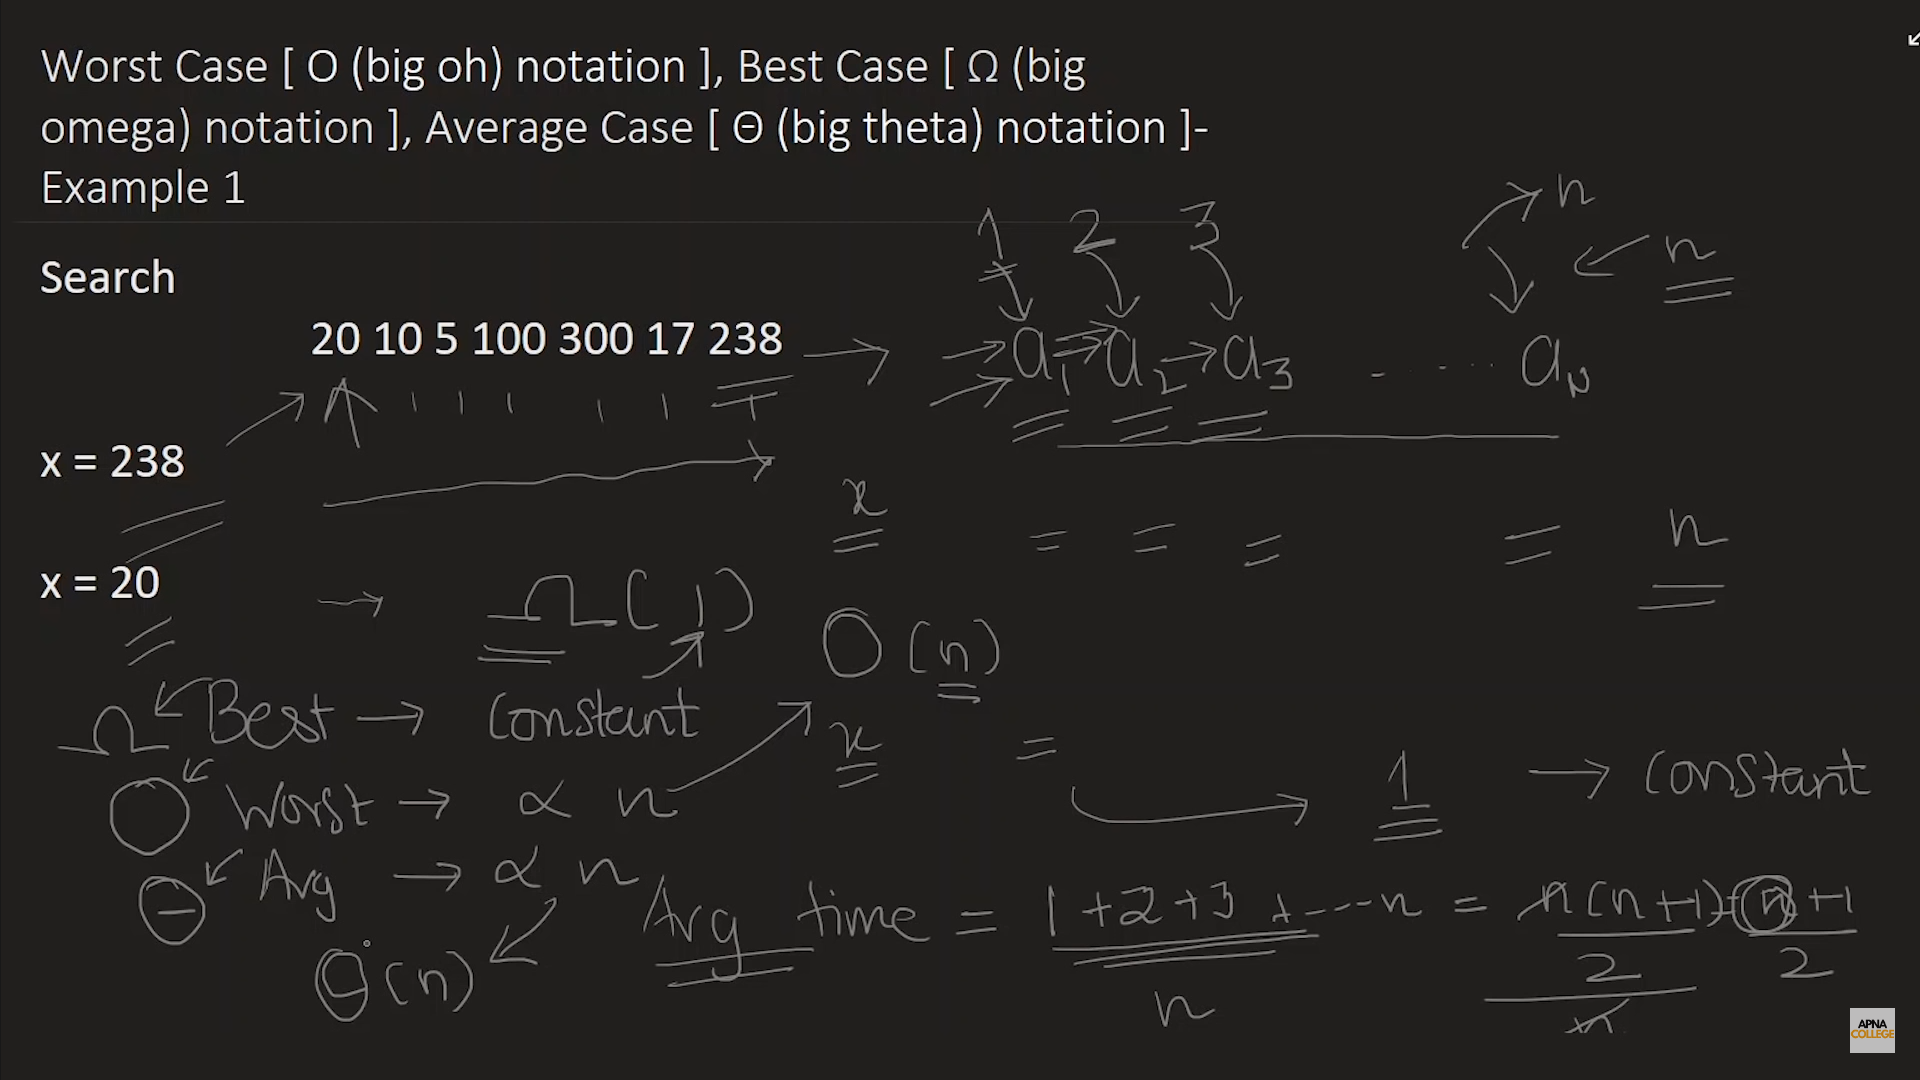 Worst Case [ O (big oh) notation ], Best Case [ Ω (big
omega) notation ], Average Case [ Θ (big theta) notation ]-
Example 1
1 2 3 n
n
Search
20 10 5 100 300 17 238 → → a₁ → a₂ → a₃ - ····· aₙ
x = 238
x = = = = n
x = 20 → Ω(1)
O(n)
Ω Best → Constant
x = 1 → Constant
O Worst → ∝ n
Θ Avg → ∝ n
Avg time = 1+2+3+---n / n = n(n+1) / 2 / n = n+1 / 2
Θ(n)
APNA
COLLEGE